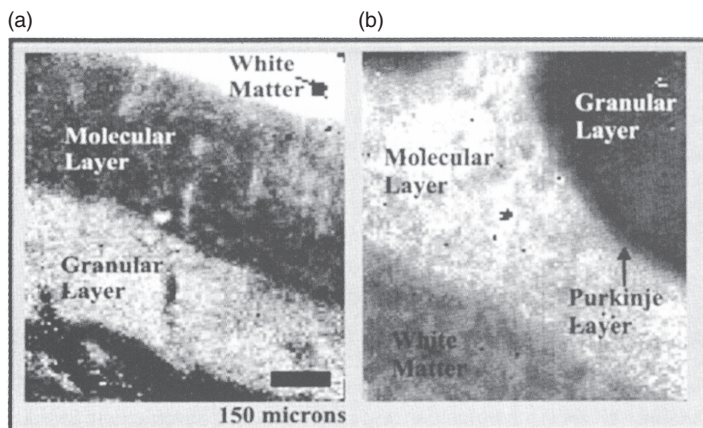 (a)
(b)
White
Matter
Molecular
Layer
Granular
Layer
150 microns
Granular
Layer
Molecular
Layer
Purkinje
Layer
White
Matter